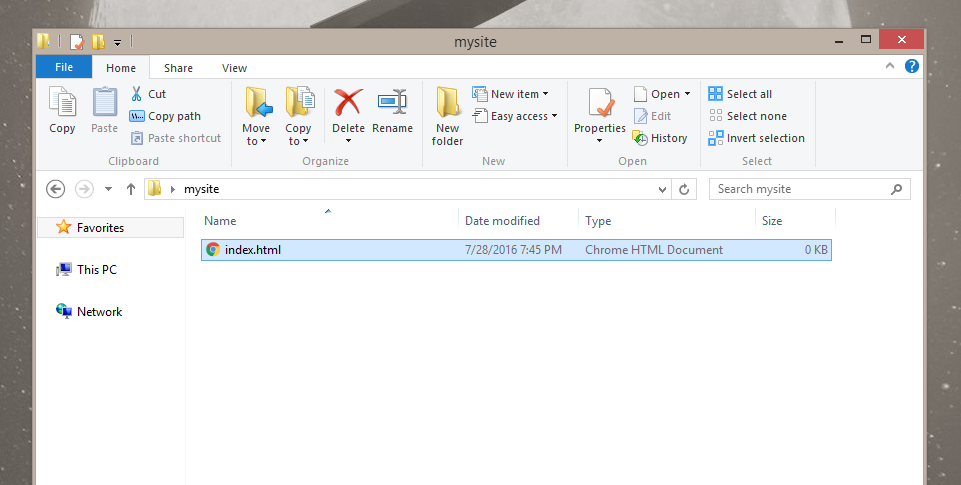 mysite
File Home Share View
Copy
Paste
Cut
Copy path
Paste shortcut
Clipboard
Move to
Copy to
Delete
Rename
Organize
New folder
New item
Easy access
New
Properties
Open
Edit
History
Open
Select all
Select none
Invert selection
Select
mysite
Search mysite
Favorites
This PC
Network
Name Date modified Type Size
index.html 7/28/2016 7:45 PM Chrome HTML Document 0 KB